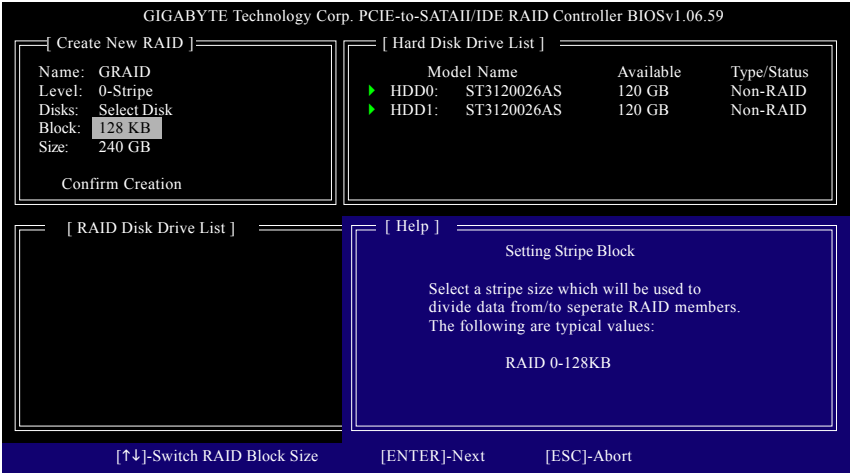 GIGABYTE Technology Corp. PCIE-to-SATAII/IDE RAID Controller BIOSv1.06.59
[ Create New RAID ]
Name: GRAID
Level: 0-Stripe
Disks: Select Disk
Block: 128 KB
Size: 240 GB
Confirm Creation
[ Hard Disk Drive List ]
Model Name Available Type/Status
HDD0: ST3120026AS 120 GB Non-RAID
HDD1: ST3120026AS 120 GB Non-RAID
[ RAID Disk Drive List ]
[ Help ]
Setting Stripe Block
Select a stripe size which will be used to
divide data from/to seperate RAID members.
The following are typical values:
RAID 0-128KB
[↑↓]-Switch RAID Block Size [ENTER]-Next [ESC]-Abort